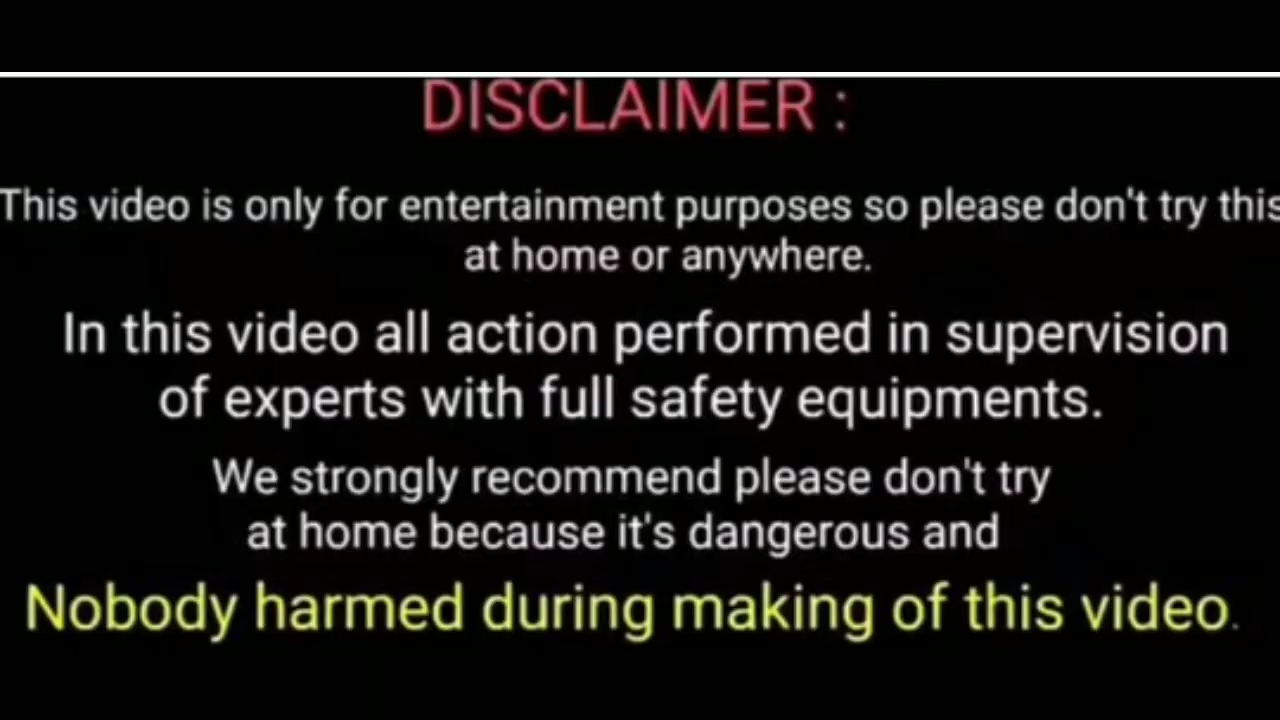 DISCLAIMER :
This video is only for entertainment purposes so please don't try this
at home or anywhere.
In this video all action performed in supervision
of experts with full safety equipments.
We strongly recommend please don't try
at home because it's dangerous and
Nobody harmed during making of this video.